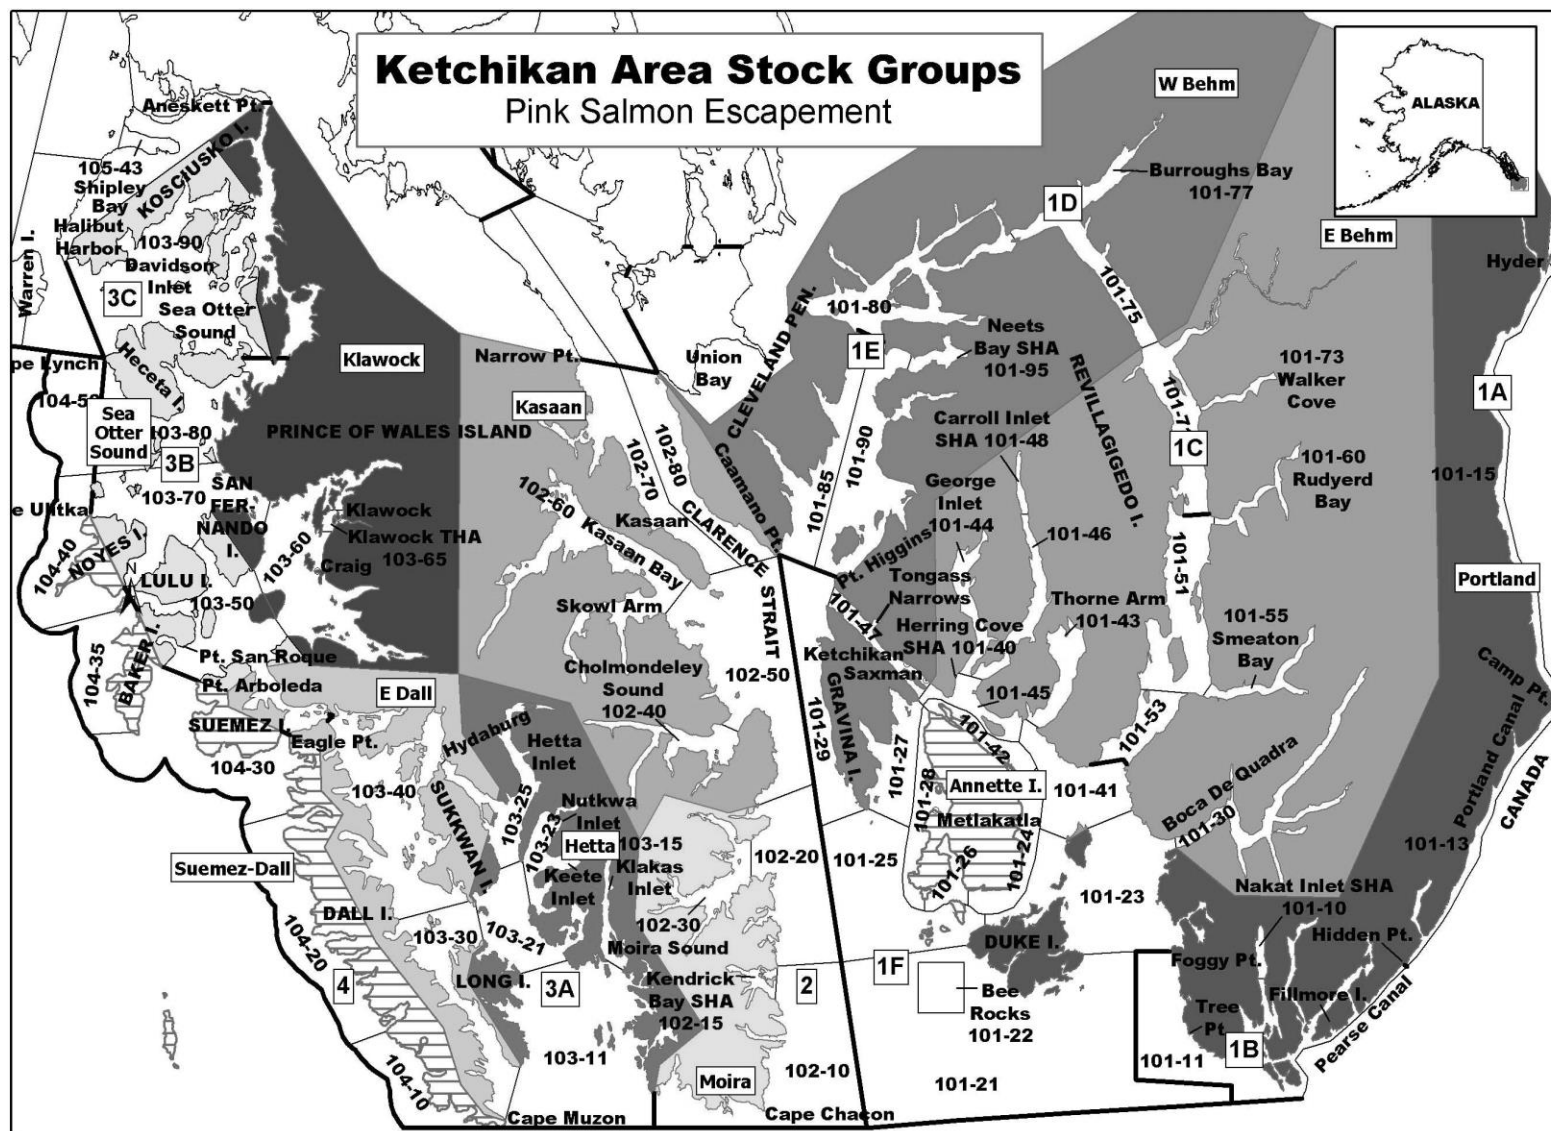 Ketchikan Area Stock Groups
Pink Salmon Escapement
ALASKA
W Behm
Aneskett Pt.
KOSCIUSKO I.
105-43
Shipley
Bay
Halibut
Harbor
Warren I.
103-90
Davidson
Inlet
3C
Sea Otter
Sound
Burroughs Bay
101-77
1D
E Behm
Hyder
101-75
101-80
CLEVELAND PEN.
1E
Neets
Bay SHA
101-95
REVILLAGIGEDO I.
101-73
Walker
Cove
1A
pe Lynch
Heceta I.
Klawock
Narrow Pt.
Union
Bay
104-5
Sea
Otter
Sound
103-80
PRINCE OF WALES ISLAND
Kasaan
102-80
102-70
Caamano Pt.
101-90
101-85
Carroll Inlet
SHA 101-48
101-7
1C
101-60
Rudyerd
Bay
101-15
3B
103-70
SAN
FER-
NANDO
I.
e Ulitka
NOYES I.
104-40
Klawock
Klawock THA
103-65
103-60
Craig
102-60
Kasaan Bay
Kasaan
CLARENCE
STRAIT
George
Inlet
101-44
101-46
101-51
Pt. Higgins
Tongass
Narrows
101-47
Herring Cove
SHA 101-40
Thorne Arm
101-43
101-55
Smeaton
Bay
Portland
N
LULU I.
103-50
104-35
BAKER I.
Pt. San Roque
Pt. Arboleda
Skowl Arm
Cholmondeley
Sound
102-40
102-50
Ketchikan
Saxman
GRAVINA I.
101-29
101-45
101-53
Camp Pt.
Portland Canal
CANADA
E Dall
SUEMEZ I.
Eagle Pt.
104-30
Hydaburg
Hetta
Inlet
101-27
101-28
101-42
Annette I.
Metlakatla
101-41
Boca De Quadra
101-30
103-40
SUKKWAN I.
103-25
Nutkwa
Inlet
103-23
Hetta
103-15
Klakas
Inlet
Keete
Inlet
102-20
101-25
101-26
101-24
101-23
101-13
Suemez-Dall
DALL I.
104-20
103-30
103-21
102-30
Moira Sound
Nakat Inlet SHA
101-10
Hidden Pt.
4
LONG I.
3A
Kendrick
Bay SHA
102-15
2
1F
DUKE I.
Bee
Rocks
101-22
Foggy Pt.
Tree
Pt.
Fillmore I.
Pearse Canal
104-10
103-11
Moira
102-10
101-21
101-11
1B
Cape Muzon
Cape Chacon